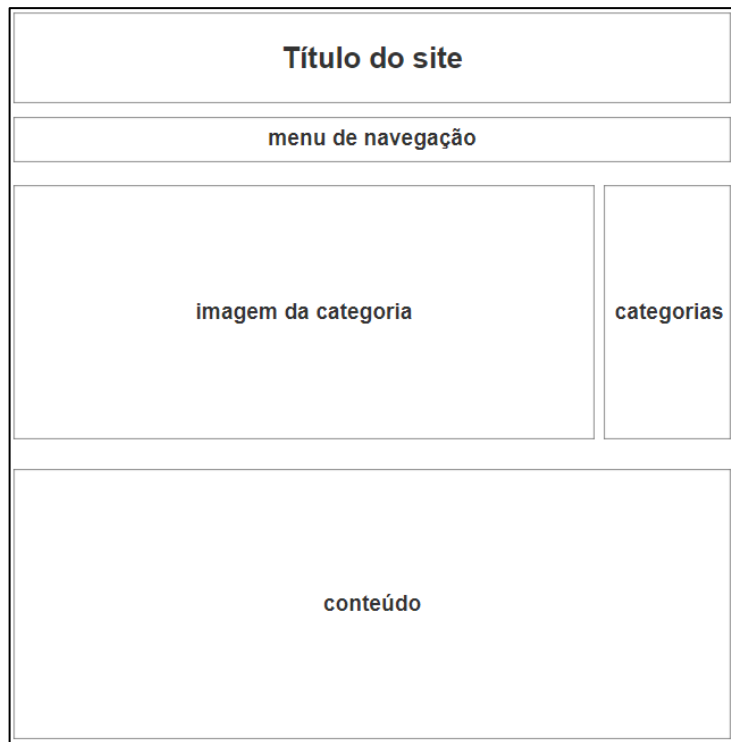 Título do site
menu de navegação
imagem da categoria
categorias
conteúdo